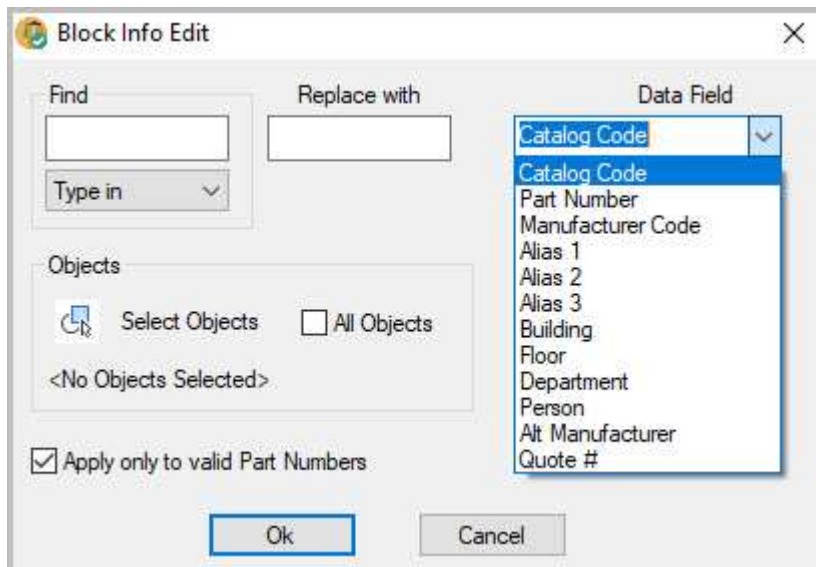 Block Info Edit
Find
Replace with
Data Field
Catalog Code
Type in
Catalog Code
Part Number
Manufacturer Code
Alias 1
Alias 2
Alias 3
Building
Floor
Department
Person
Alt Manufacturer
Quote #
Objects
Select Objects
All Objects
<No Objects Selected>
Apply only to valid Part Numbers
Ok
Cancel